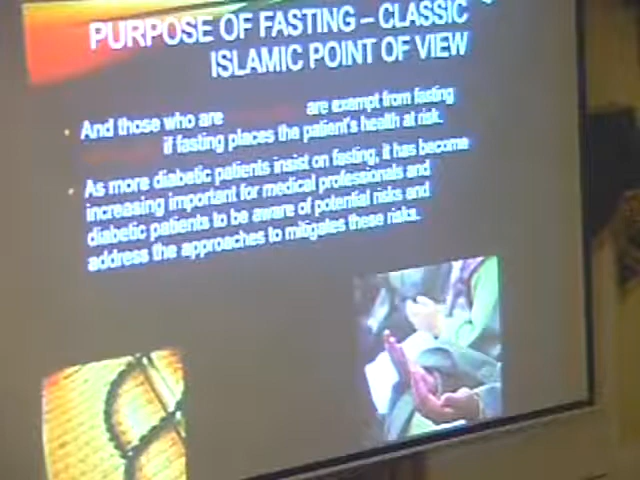 PURPOSE OF FASTING – CLASSIC
ISLAMIC POINT OF VIEW
And those who are are exempt from fasting
if fasting places the patient's health at risk.
As more diabetic patients insist on fasting, it has become
increasing important for medical professionals and
diabetic patients to be aware of potential risks and
address the approaches to mitigates these risks.